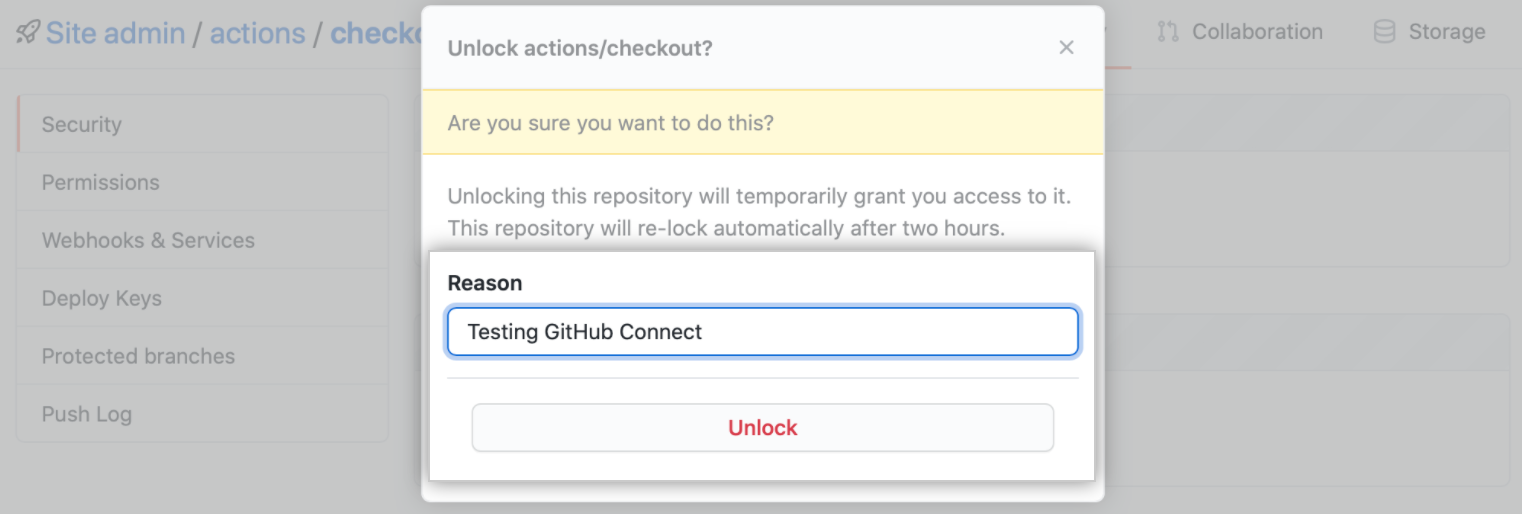 Site admin / actions /
Collaboration
Storage
Security
Permissions
Webhooks & Services
Deploy Keys
Protected branches
Push Log
Unlock actions/checkout?
Are you sure you want to do this?
Unlocking this repository will temporarily grant you access to it.
This repository will re-lock automatically after two hours.
Reason
Testing GitHub Connect
Unlock